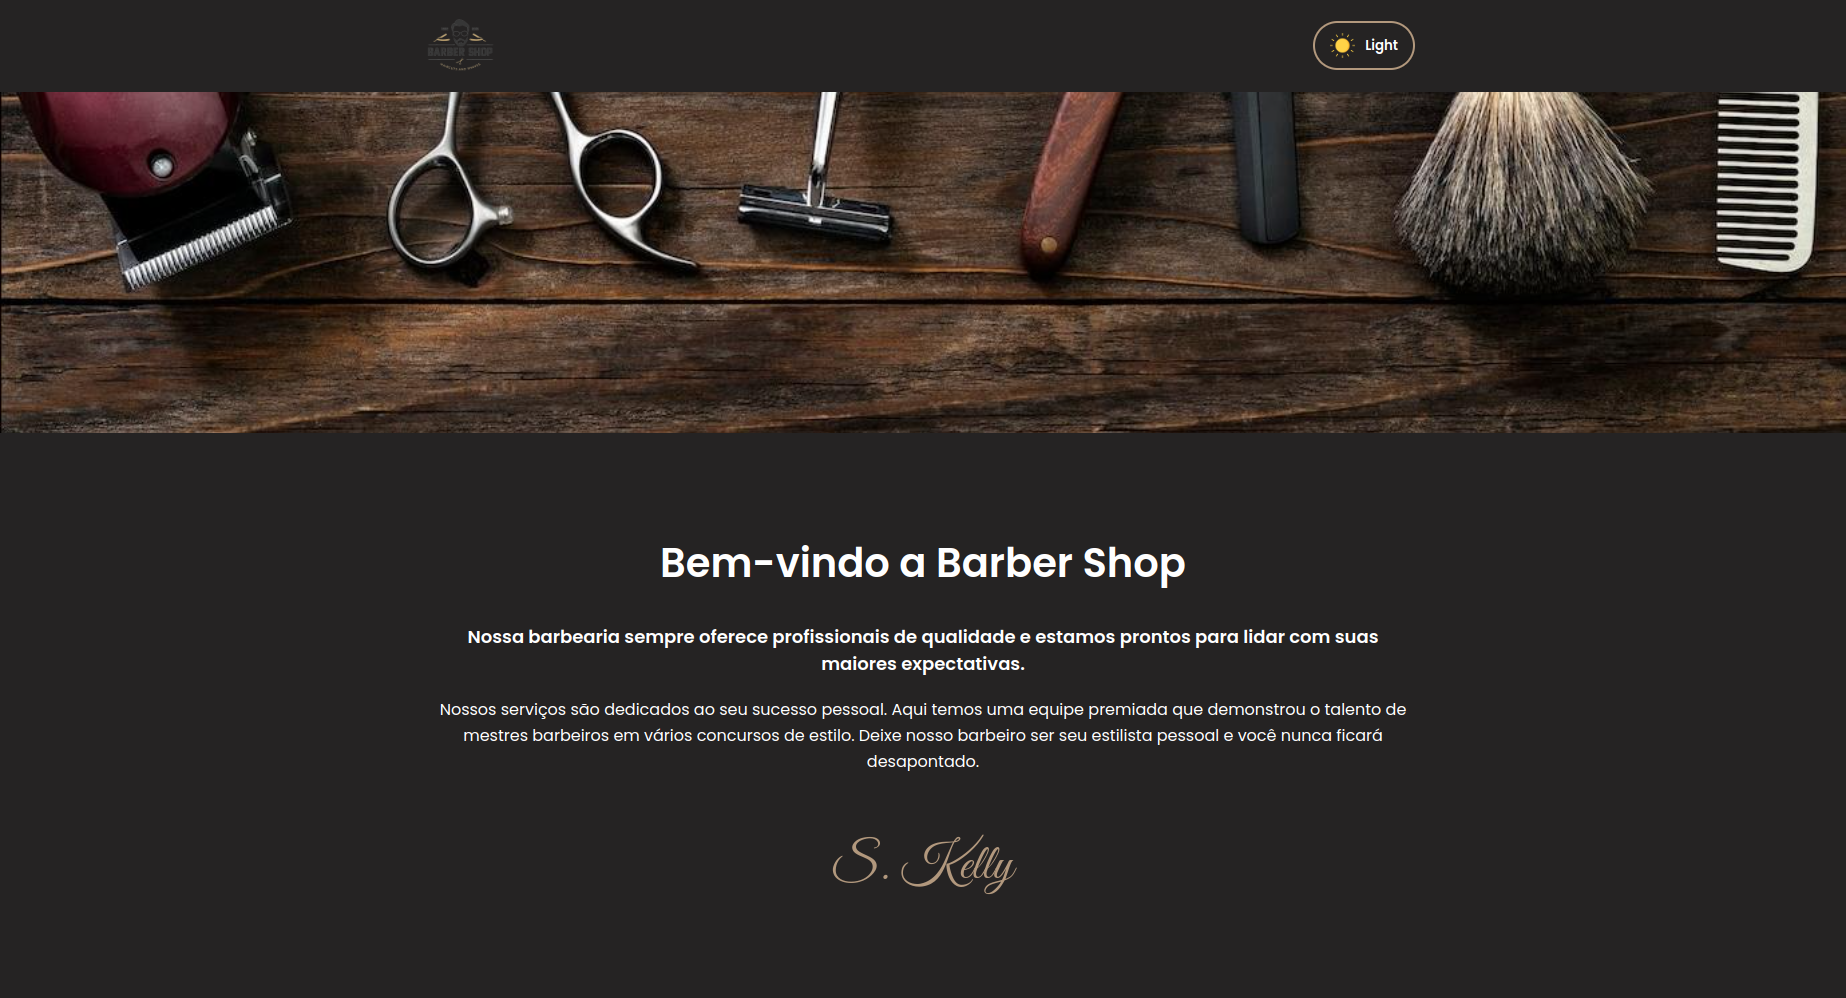 BARBER SHOP
Light
Bem-vindo a Barber Shop
Nossa barbearia sempre oferece profissionais de qualidade e estamos prontos para lidar com suas
maiores expectativas.
Nossos serviços são dedicados ao seu sucesso pessoal. Aqui temos uma equipe premiada que demonstrou o talento de
mestres barbeiros em vários concursos de estilo. Deixe nosso barbeiro ser seu estilista pessoal e você nunca ficará
desapontado.
S. Kelly